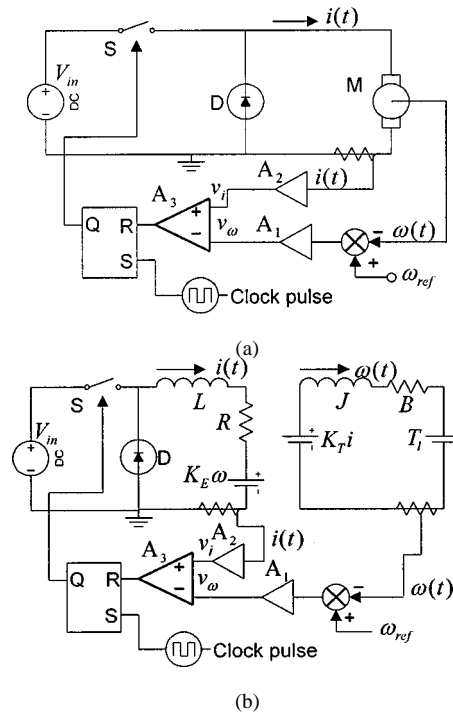 i(t)
S
V_in
DC
D
M
A_2
i(t)
A_3
v_i
v_ω
A_1
Q
R
S
ω(t)
ω_ref
Clock pulse
(a)
i(t)
ω(t)
S
L
J
B
R
V_in
DC
D
K_E ω
K_T i
T_l
A_2
i(t)
A_3
v_i
v_ω
A_1
Q
R
S
ω(t)
ω_ref
Clock pulse
(b)